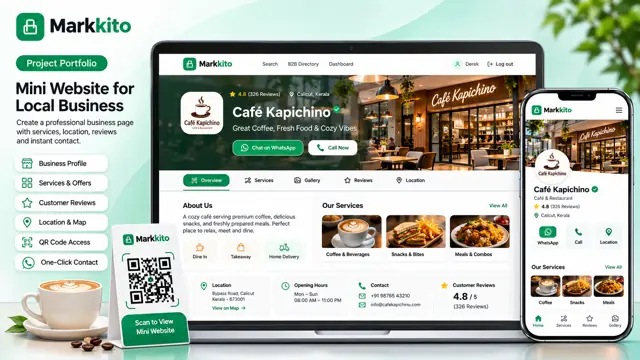 Markkito
Project Portfolio
Mini Website for
Local Business
Create a professional business page
with services, location, reviews
and instant contact.
Business Profile
Services & Offers
Customer Reviews
Location & Map
QR Code Access
One-Click Contact
Markkito
Scan to View
Mini Website
Markkito
Search
B2B Directory
Dashboard
Derek
Log out
Café Kapichino
4.8 (326 Reviews)
Calicut, Kerala
Café Kapichino
Great Coffee, Fresh Food & Cozy Vibes
Chat on WhatsApp
Call Now
Café Kapichino
Overview
Services
Gallery
Reviews
Location
About Us
A cozy café serving premium coffee, delicious
snacks, and freshly prepared meals. Perfect
place to relax, meet and dine.
Dine In
Takeaway
Home Delivery
Our Services
View All
Coffee & Beverages
Snacks & Bites
Meals & Combos
Location
Bypass Road, Calicut
Kerala - 673001
View on Map →
Opening Hours
Mon – Sun
08:00 AM – 11:00 PM
Contact
+91 98765 43210
info@cafekapichino.com
Customer Reviews
4.8 / 5
(326 Reviews)
Markkito
Café Kapichino
Café Kapichino
Café & Restaurant
4.8 (326 Reviews)
Calicut, Kerala
WhatsApp
Call
Location
Our Services
View All
Coffee
Snacks
Meals
Home
Services
Reviews
Gallery